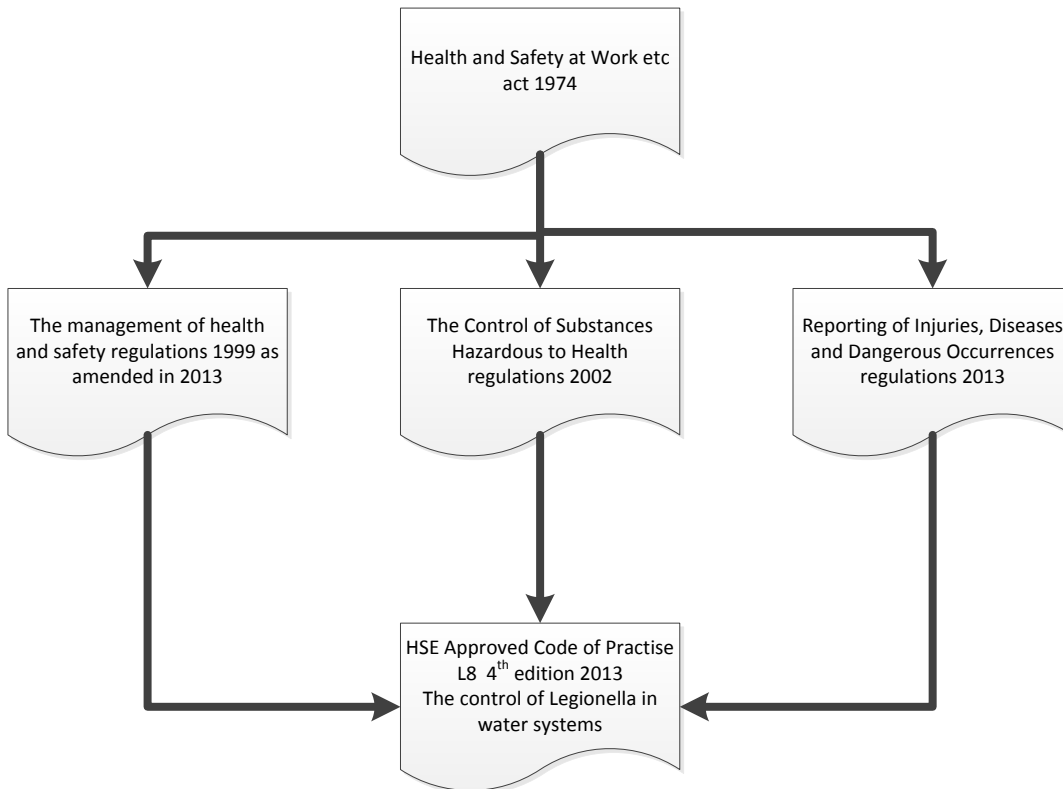 Health and Safety at Work etc
act 1974
The management of health
and safety regulations 1999 as
amended in 2013
The Control of Substances
Hazardous to Health
regulations 2002
Reporting of Injuries, Diseases
and Dangerous Occurrences
regulations 2013
HSE Approved Code of Practise
L8 4th edition 2013
The control of Legionella in
water systems